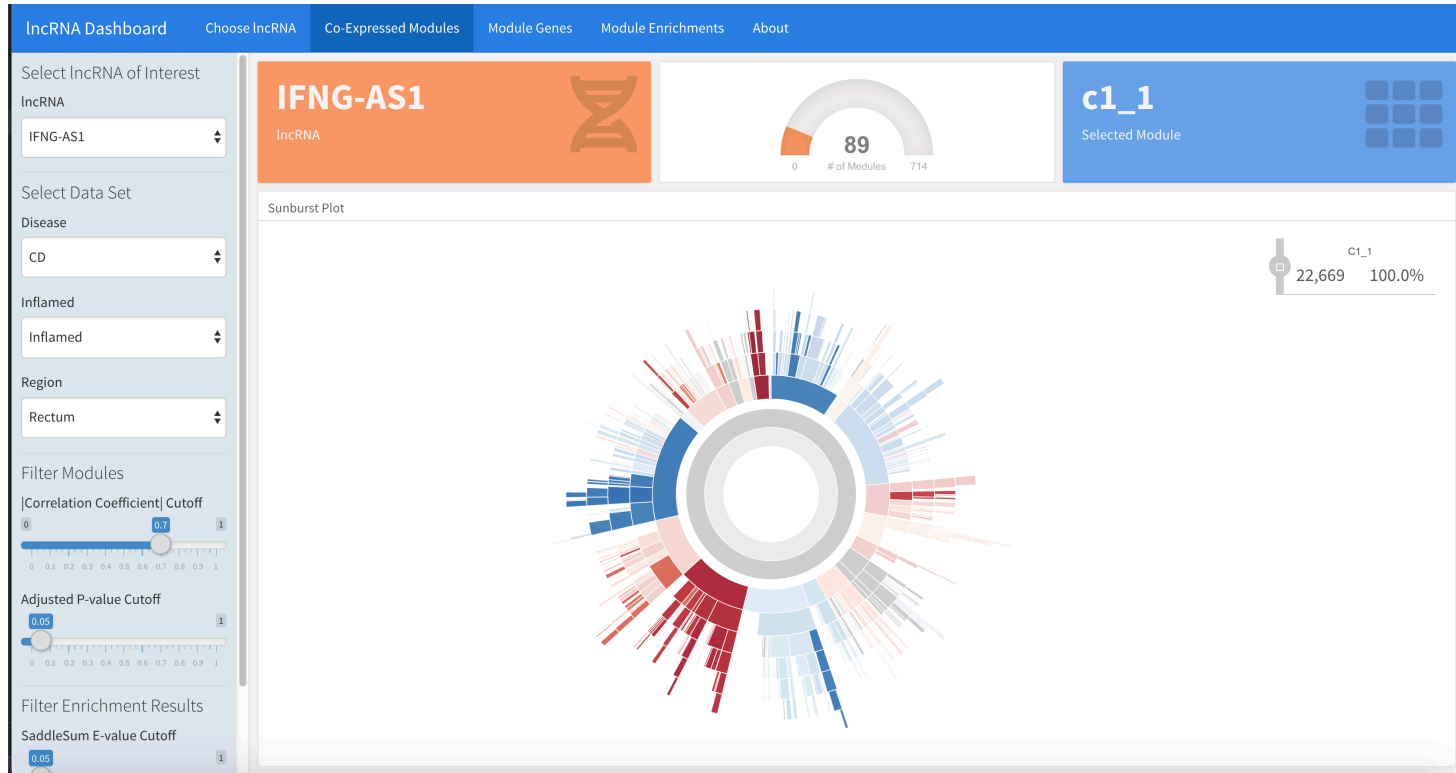 lncRNA Dashboard
Choose lncRNA
Co-Expressed Modules
Module Genes
Module Enrichments
About
Select lncRNA of Interest
lncRNA
IFNG-AS1
Select Data Set
Disease
CD
Inflamed
Inflamed
Region
Rectum
Filter Modules
|Correlation Coefficient| Cutoff
0 0.7 1
0 0.1 0.2 0.3 0.4 0.5 0.6 0.7 0.8 0.9 1
Adjusted P-value Cutoff
0.05 1
0 0.1 0.2 0.3 0.4 0.5 0.6 0.7 0.8 0.9 1
Filter Enrichment Results
SaddleSum E-value Cutoff
0.05 1
IFNG-AS1
lncRNA
89
0 # of Modules 714
c1_1
Selected Module
Sunburst Plot
C1_1
22,669 100.0%